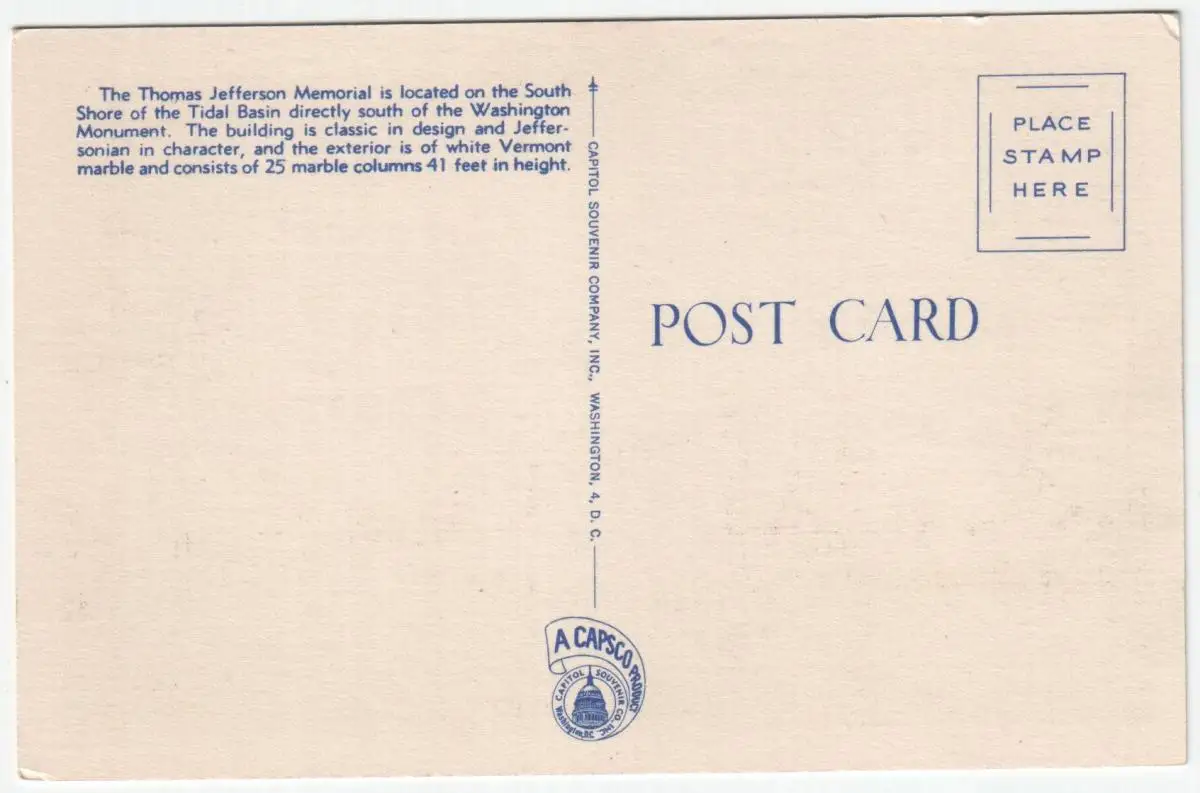 The Thomas Jefferson Memorial is located on the South
Shore of the Tidal Basin directly south of the Washington
Monument. The building is classic in design and Jeffer-
sonian in character, and the exterior is of white Vermont
marble and consists of 25 marble columns 41 feet in height.
CAPITOL SOUVENIR COMPANY, INC., WASHINGTON, 4, D. C.
PLACE
STAMP
HERE
POST CARD
A CAPSCO PRODUCT
CAPITOL SOUVENIR CO. INC.
Washington, D.C.